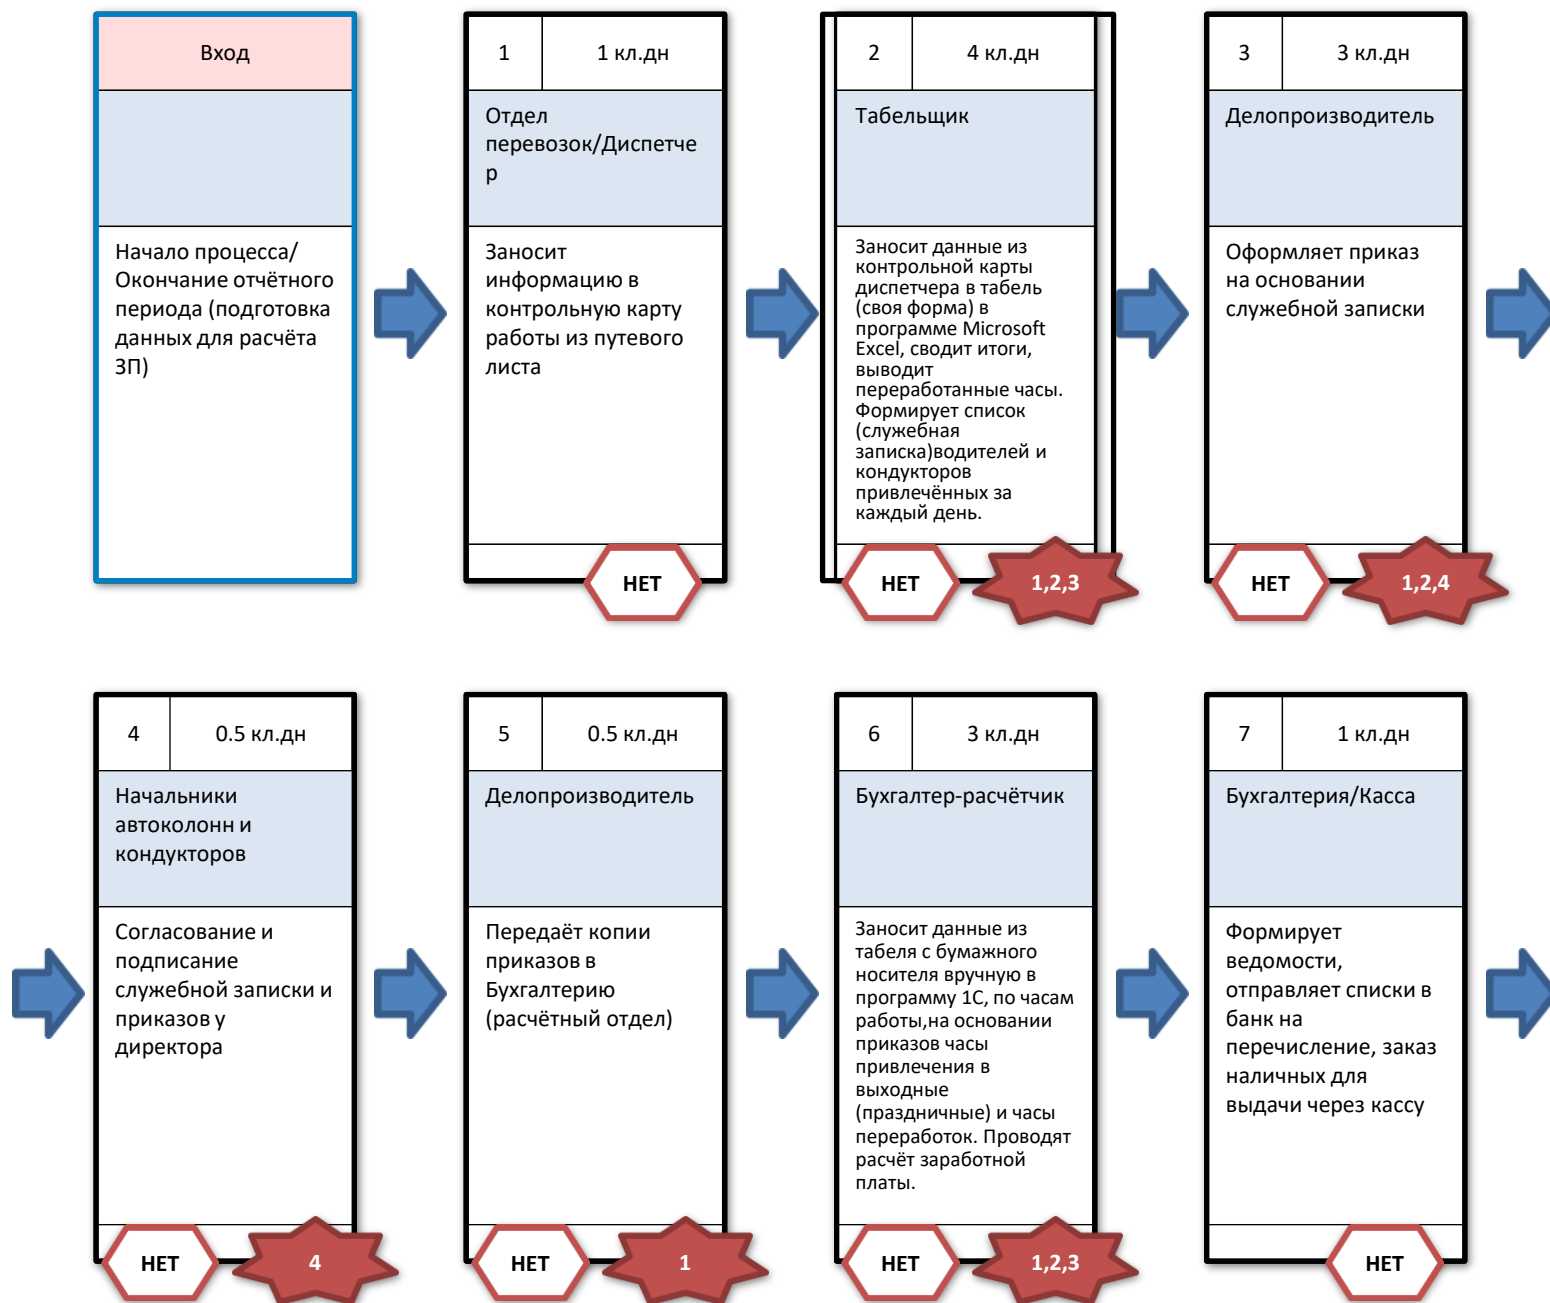 Вход
Начало процесса/
Окончание отчётного
периода (подготовка
данных для расчёта
ЗП)
1
1 кл.дн
Отдел
перевозок/Диспетче
р
Заносит
информацию в
контрольную карту
работы из путевого
листа
НЕТ
2
4 кл.дн
Табельщик
Заносит данные из
контрольной карты
диспетчера в табель
(своя форма) в
программе Microsoft
Excel, сводит итоги,
выводит
переработанные часы.
Формирует список
(служебная
записка)водителей и
кондукторов
привлечённых за
каждый день.
НЕТ
1,2,3
3
3 кл.дн
Делопроизводитель
Оформляет приказ
на основании
служебной записки
НЕТ
1,2,4
4
0.5 кл.дн
Начальники
автоколонн и
кондукторов
Согласование и
подписание
служебной записки и
приказов у
директора
НЕТ
4
5
0.5 кл.дн
Делопроизводитель
Передаёт копии
приказов в
Бухгалтерию
(расчётный отдел)
НЕТ
1
6
3 кл.дн
Бухгалтер-расчётчик
Заносит данные из
табеля с бумажного
носителя вручную в
программу 1С, по часам
работы,на основании
приказов часы
привлечения в
выходные
(праздничные) и часы
переработок. Проводят
расчёт заработной
платы.
НЕТ
1,2,3
7
1 кл.дн
Бухгалтерия/Касса
Формирует
ведомости,
отправляет списки в
банк на
перечисление, заказ
наличных для
выдачи через кассу
НЕТ